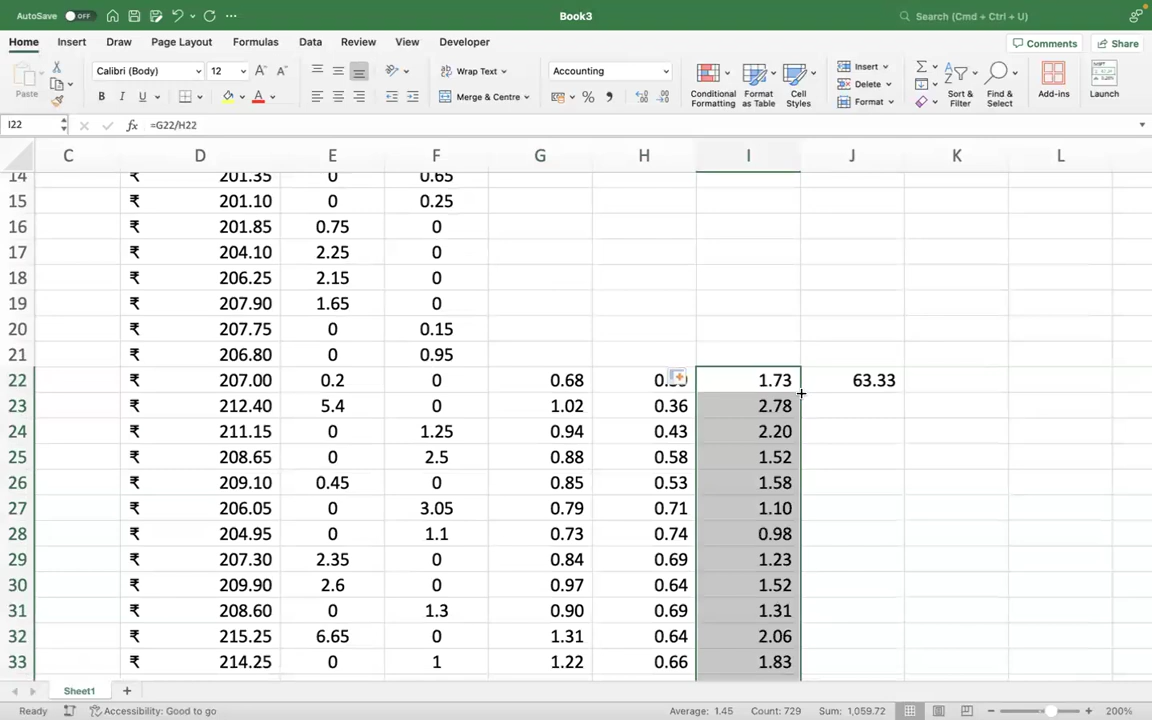 AutoSave OFF Book3 Search (Cmd + Ctrl + U)
Home Insert Draw Page Layout Formulas Data Review View Developer Comments Share
Paste Calibri (Body) 12 A A Wrap Text Accounting Insert Delete Format
B I U A Merge & Centre % Conditional Formatting Format as Table Cell Styles Sort & Filter Find & Select Add-ins Launch
I22 fx =G22/H22
C D E F G H I J K L
14 ₹ 201.35 0 0.65
15 ₹ 201.10 0 0.25
16 ₹ 201.85 0.75 0
17 ₹ 204.10 2.25 0
18 ₹ 206.25 2.15 0
19 ₹ 207.90 1.65 0
20 ₹ 207.75 0 0.15
21 ₹ 206.80 0 0.95
22 ₹ 207.00 0.2 0 0.68 1.73 63.33
23 ₹ 212.40 5.4 0 1.02 0.36 2.78
24 ₹ 211.15 0 1.25 0.94 0.43 2.20
25 ₹ 208.65 0 2.5 0.88 0.58 1.52
26 ₹ 209.10 0.45 0 0.85 0.53 1.58
27 ₹ 206.05 0 3.05 0.79 0.71 1.10
28 ₹ 204.95 0 1.1 0.73 0.74 0.98
29 ₹ 207.30 2.35 0 0.84 0.69 1.23
30 ₹ 209.90 2.6 0 0.97 0.64 1.52
31 ₹ 208.60 0 1.3 0.90 0.69 1.31
32 ₹ 215.25 6.65 0 1.31 0.64 2.06
33 ₹ 214.25 0 1 1.22 0.66 1.83
Sheet1
Ready Accessibility: Good to go Average: 1.45 Count: 729 Sum: 1,059.72 200%